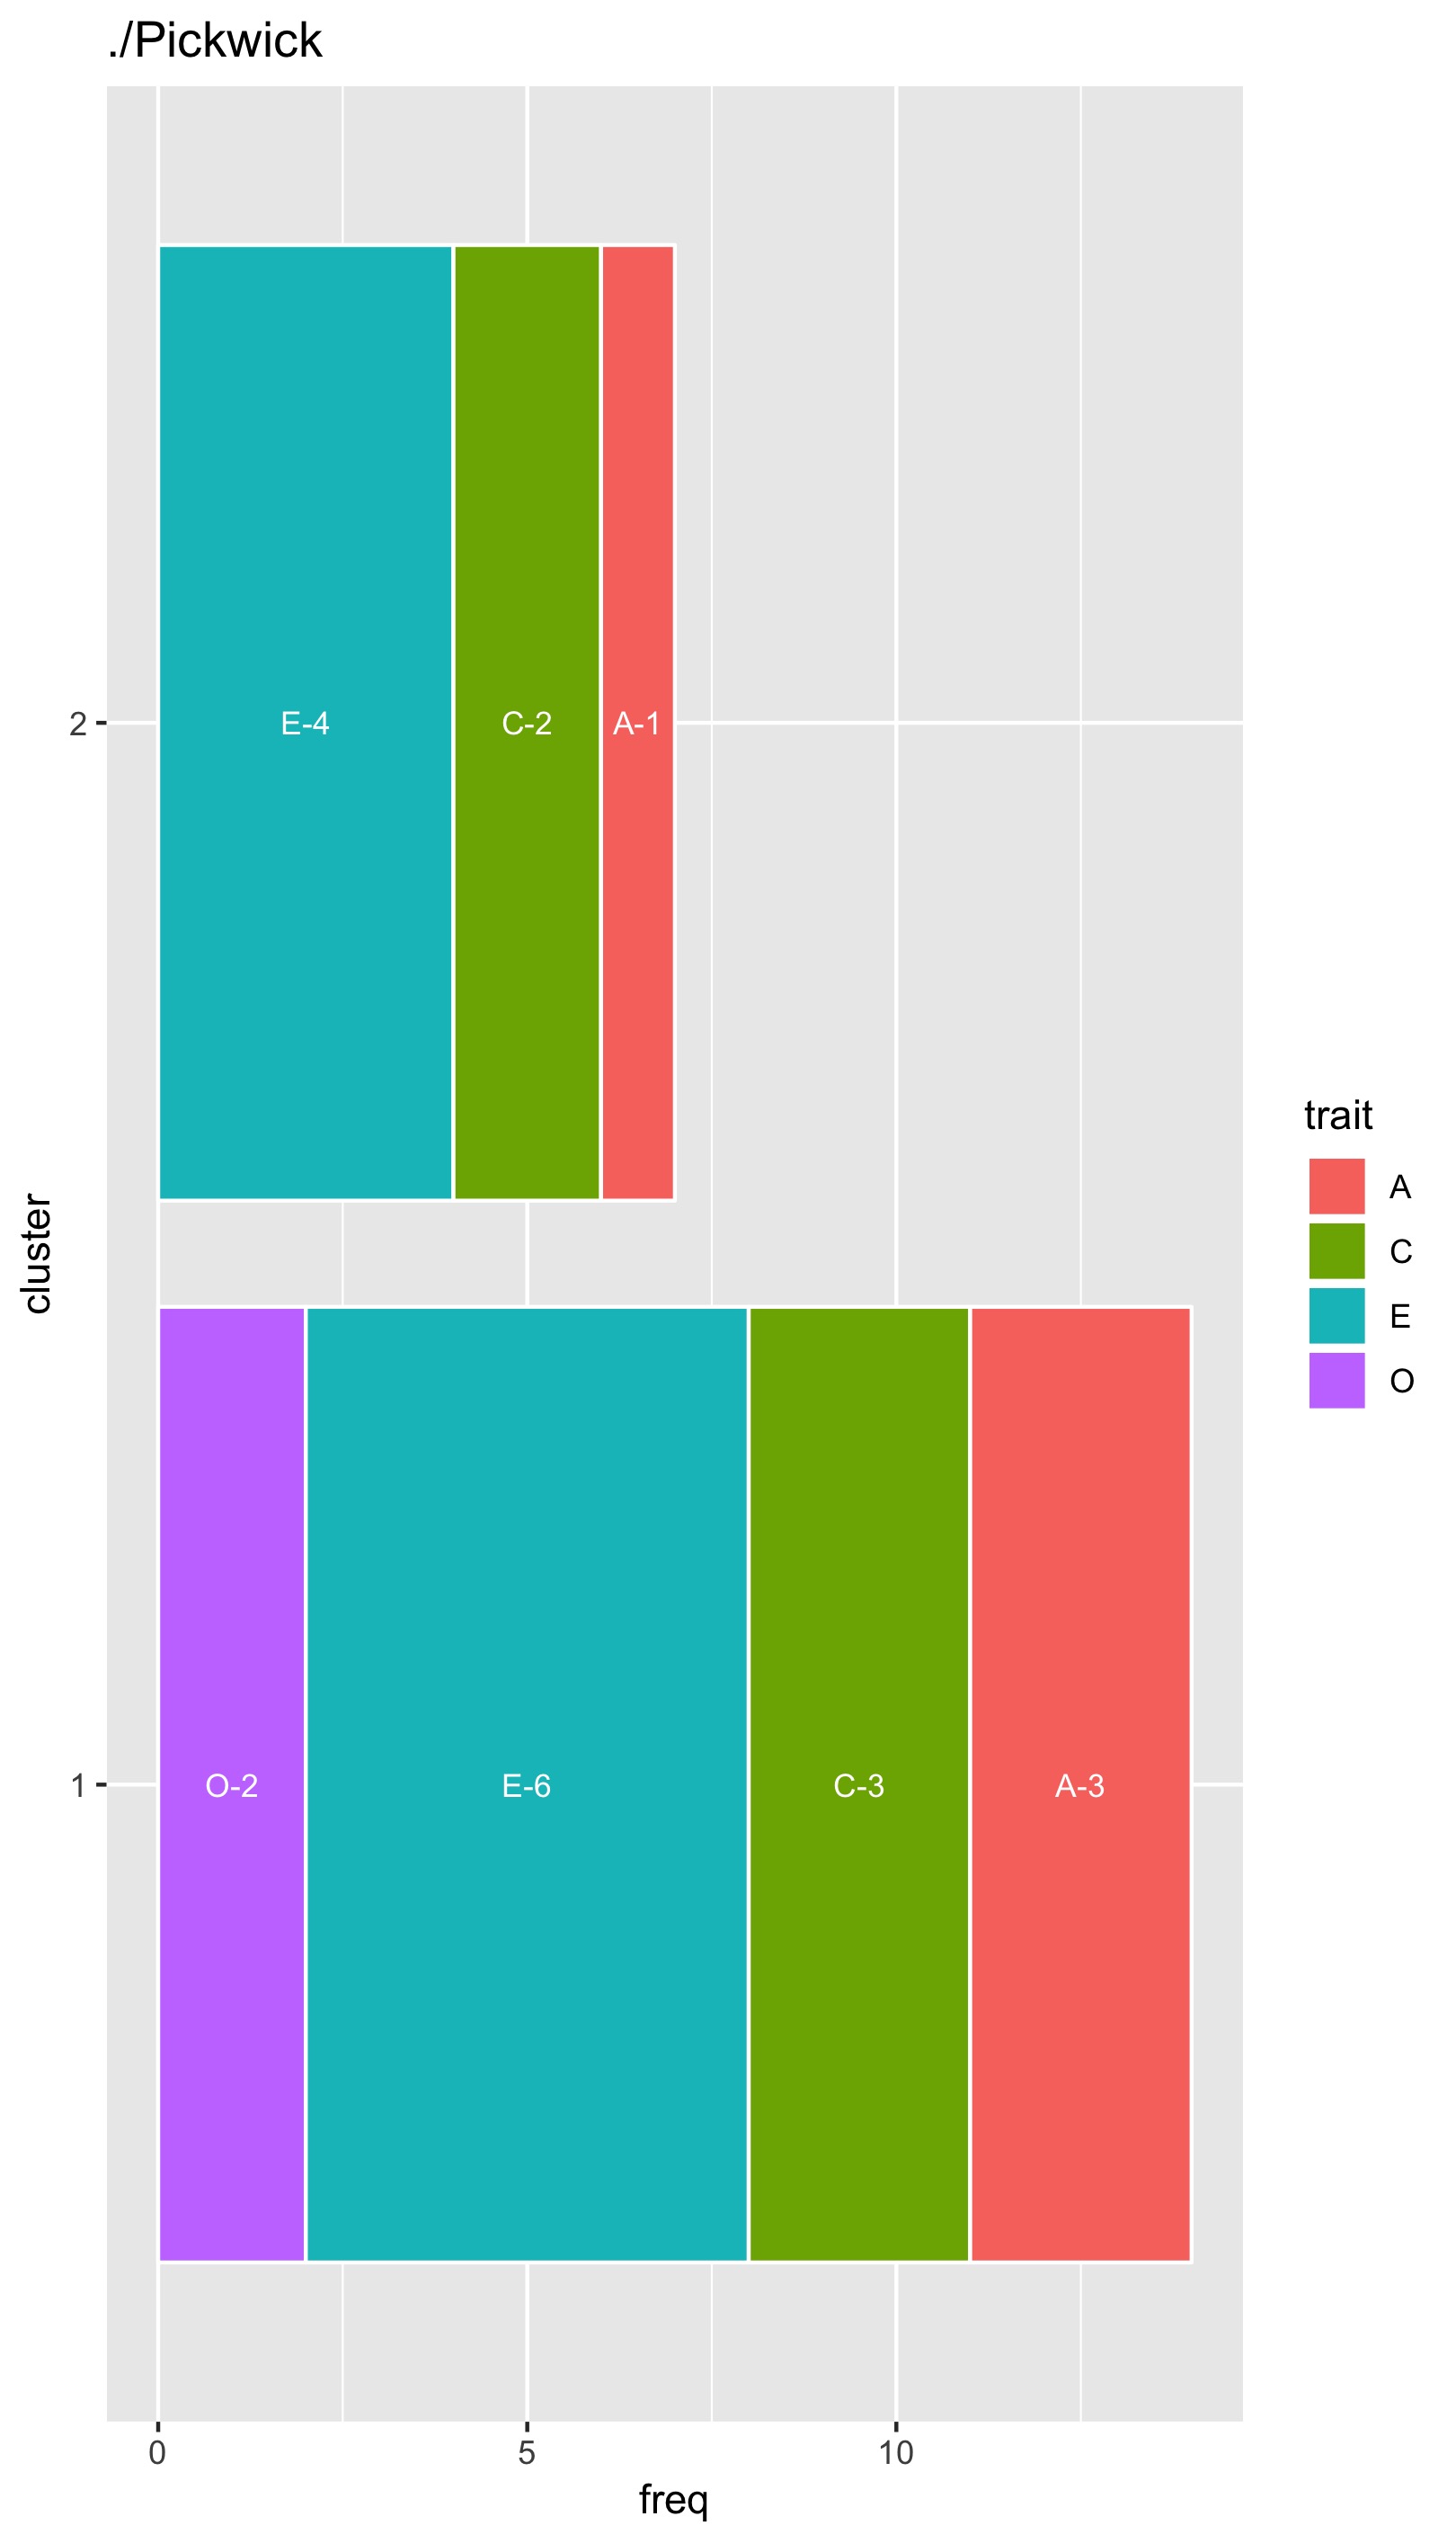 ./Pickwick
2
E-4
C-2
A-1
cluster
1
O-2
E-6
C-3
A-3
0
5
10
freq
trait
A
C
E
O